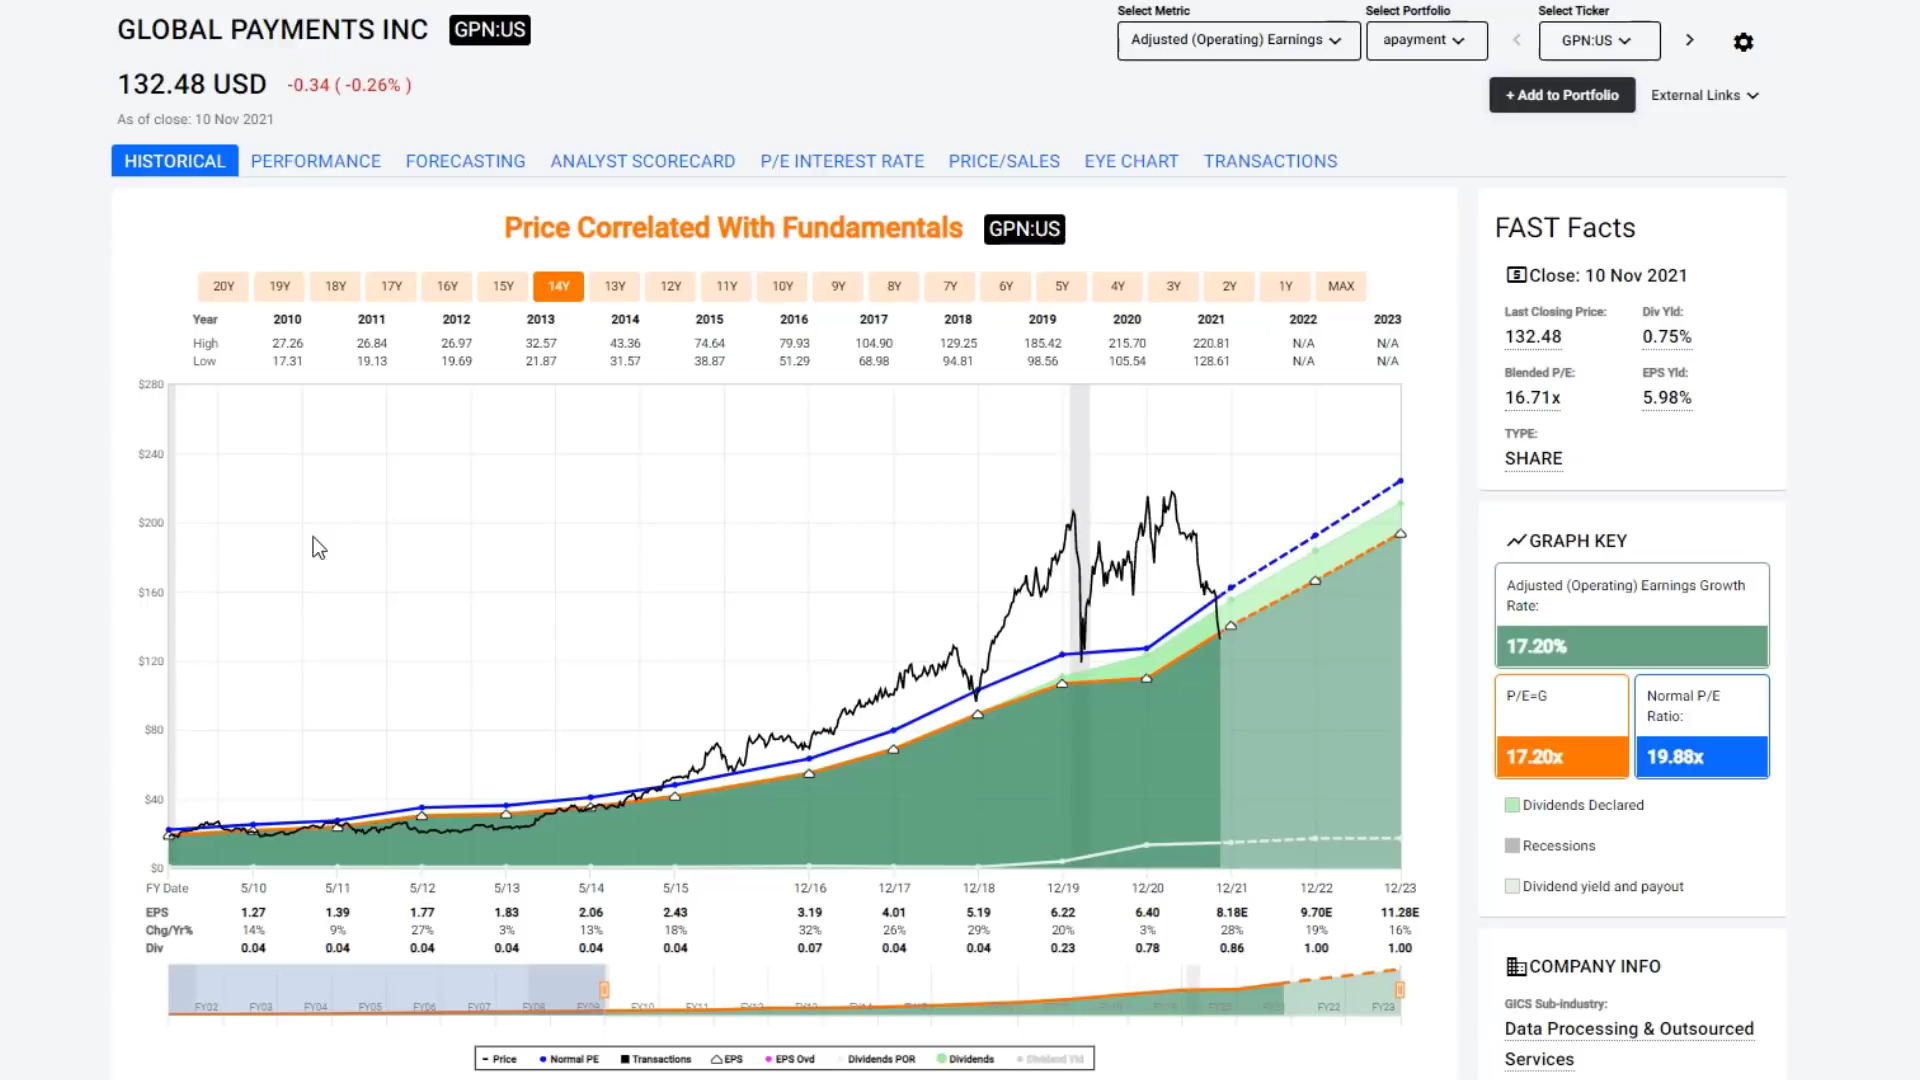 GLOBAL PAYMENTS INC GPN:US
132.48 USD -0.34 ( -0.26% )
As of close: 10 Nov 2021
Select Metric Select Portfolio Select Ticker
Adjusted (Operating) Earnings apayment GPN:US
+ Add to Portfolio External Links
HISTORICAL PERFORMANCE FORECASTING ANALYST SCORECARD P/E INTEREST RATE PRICE/SALES EYE CHART TRANSACTIONS
Price Correlated With Fundamentals GPN:US
20Y 19Y 18Y 17Y 16Y 15Y 14Y 13Y 12Y 11Y 10Y 9Y 8Y 7Y 6Y 5Y 4Y 3Y 2Y 1Y MAX
Year 2010 2011 2012 2013 2014 2015 2016 2017 2018 2019 2020 2021 2022 2023
High 27.26 26.84 26.97 32.57 43.36 74.64 79.93 104.90 129.25 185.42 215.70 220.81 N/A N/A
Low 17.31 19.13 19.69 21.87 31.57 38.87 51.29 68.98 94.81 98.56 105.54 128.61 N/A N/A
$280
$240
$200
$160
$120
$80
$40
$0
FY Date 5/10 5/11 5/12 5/13 5/14 5/15 12/16 12/17 12/18 12/19 12/20 12/21 12/22 12/23
EPS 1.27 1.39 1.77 1.83 2.06 2.43 3.19 4.01 5.19 6.22 6.40 8.18E 9.70E 11.28E
Chg/Yr% 14% 9% 27% 3% 13% 18% 32% 26% 29% 20% 3% 28% 19% 16%
Div 0.04 0.04 0.04 0.04 0.04 0.04 0.07 0.04 0.04 0.23 0.78 0.86 1.00 1.00
FY02 FY03 FY04 FY05 FY06 FY07 FY08 FY09 FY10 FY11 FY22 FY23
Price Normal PE Transactions EPS EPS Ovd Dividends POR Dividends Dividend Yld
FAST Facts
Close: 10 Nov 2021
Last Closing Price: Div Yld:
132.48 0.75%
Blended P/E: EPS Yld:
16.71x 5.98%
TYPE:
SHARE
GRAPH KEY
Adjusted (Operating) Earnings Growth
Rate:
17.20%
P/E=G Normal P/E
Ratio:
17.20x 19.88x
Dividends Declared
Recessions
Dividend yield and payout
COMPANY INFO
GICS Sub-industry:
Data Processing & Outsourced
Services